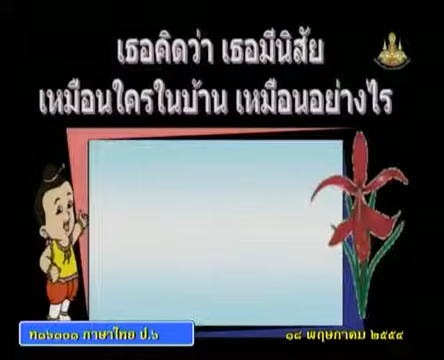 เธอคิดว่า เธอมีนิสัย
เหมือนใครในบ้าน เหมือนอย่างไร
ท๑๖๑๐๑ ภาษาไทย ป.๖
๑๘ พฤษภาคม ๒๕๕๔